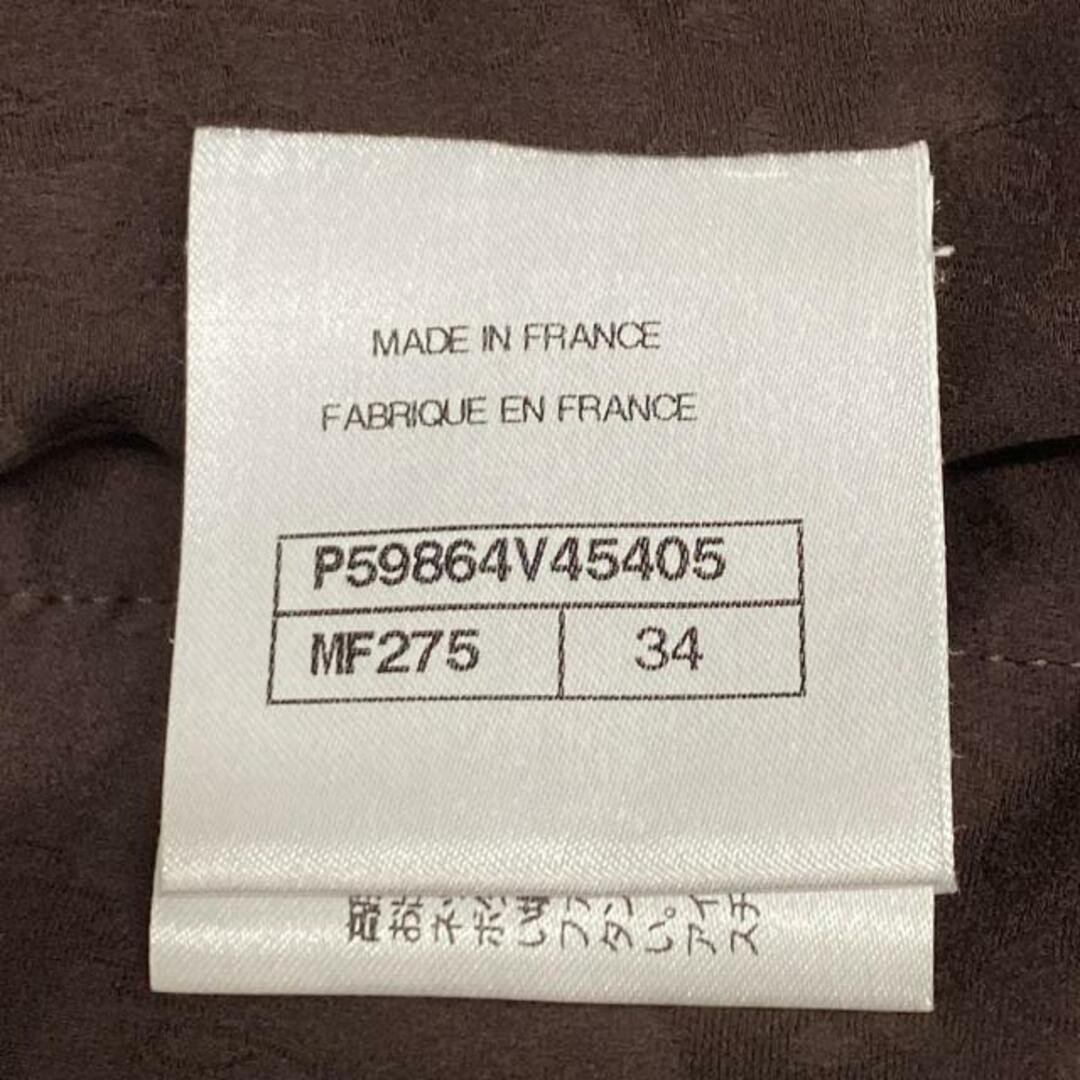 MADE IN FRANCE
FABRIQUE EN FRANCE
P59864V45405
MF275 34